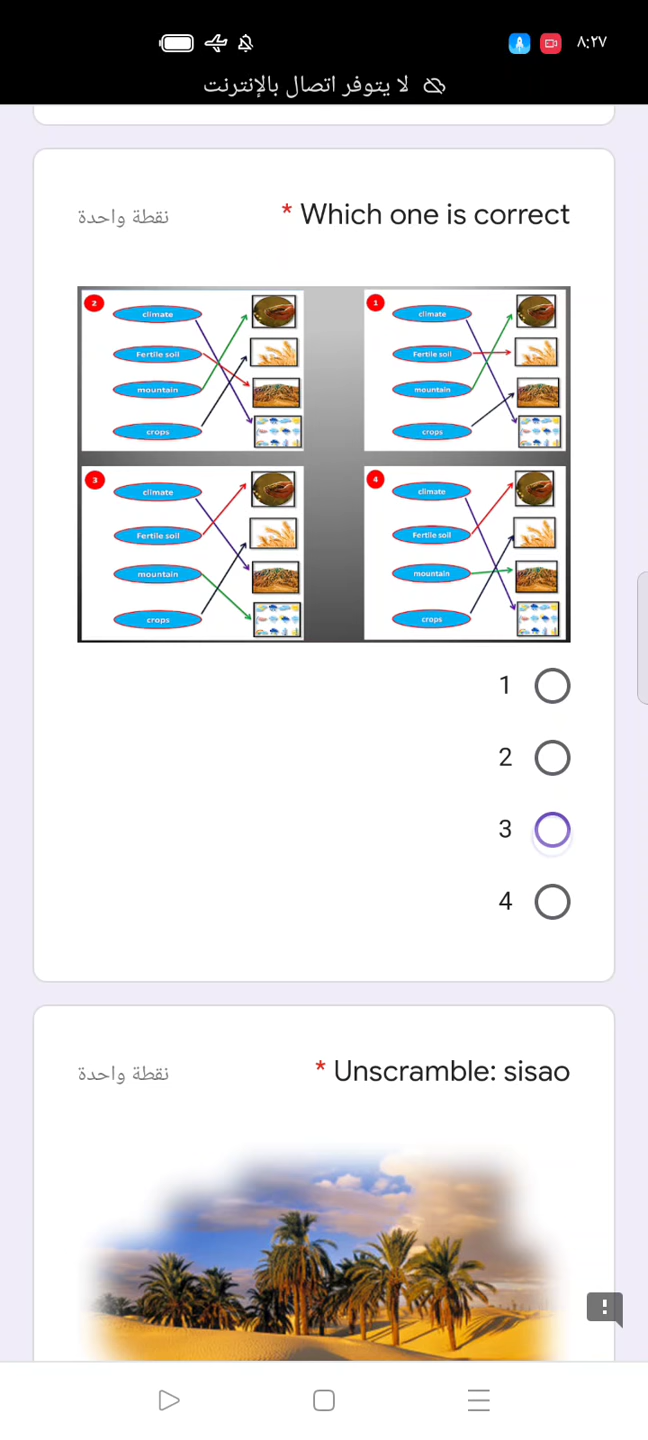 ٨:٢٧
لا يتوفر اتصال بالإنترنت
Which one is correct *
نقطة واحدة
2
climate
Fertile soil
mountain
crops
1
climate
Fertile soil
mountain
crops
3
climate
Fertile soil
mountain
crops
4
climate
Fertile soil
mountain
crops
1
2
3
4
Unscramble: sisao *
نقطة واحدة